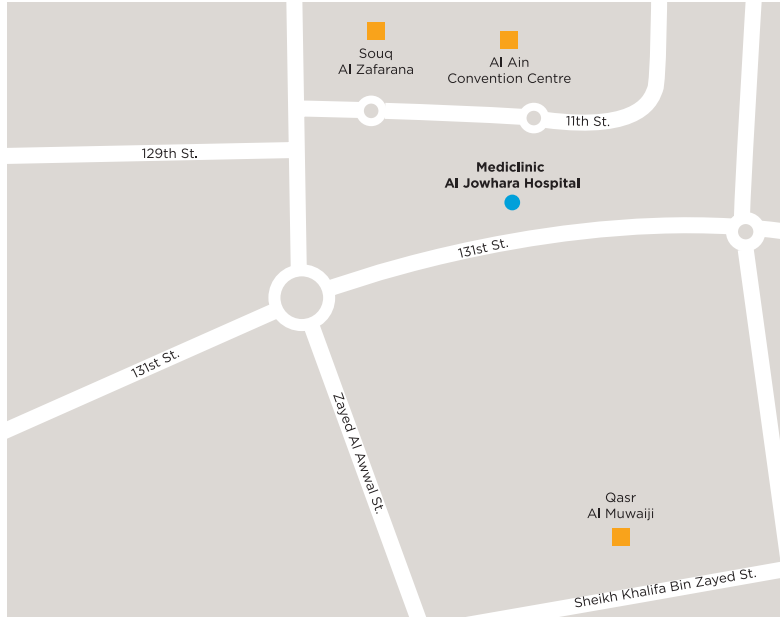 Souq
Al Zafarana
Al Ain
Convention Centre
11th St.
129th St.
Mediclinic
Al Jowhara Hospital
131st St.
131st St.
Zayed Al Awwal St.
Qasr
Al Muwaiji
Sheikh Khalifa Bin Zayed St.